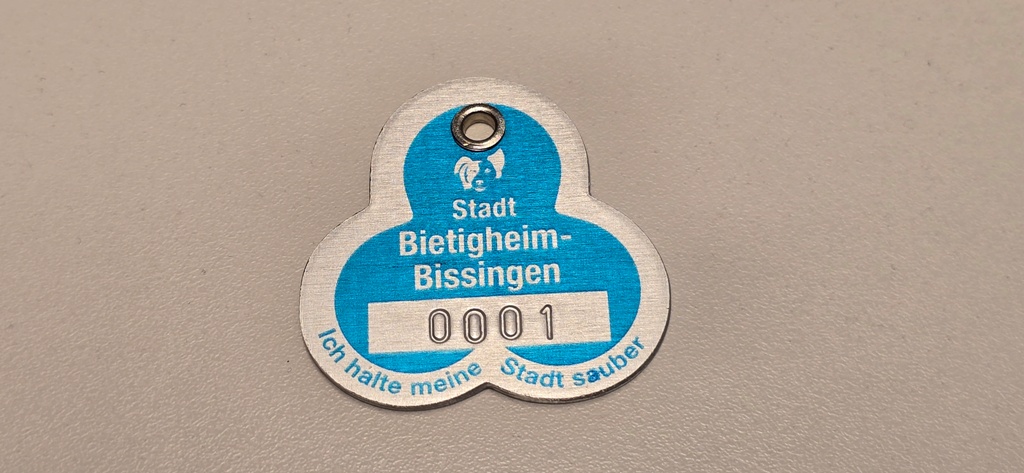 Stadt
Bietigheim-
Bissingen
0001
Ich halte meine Stadt sauber